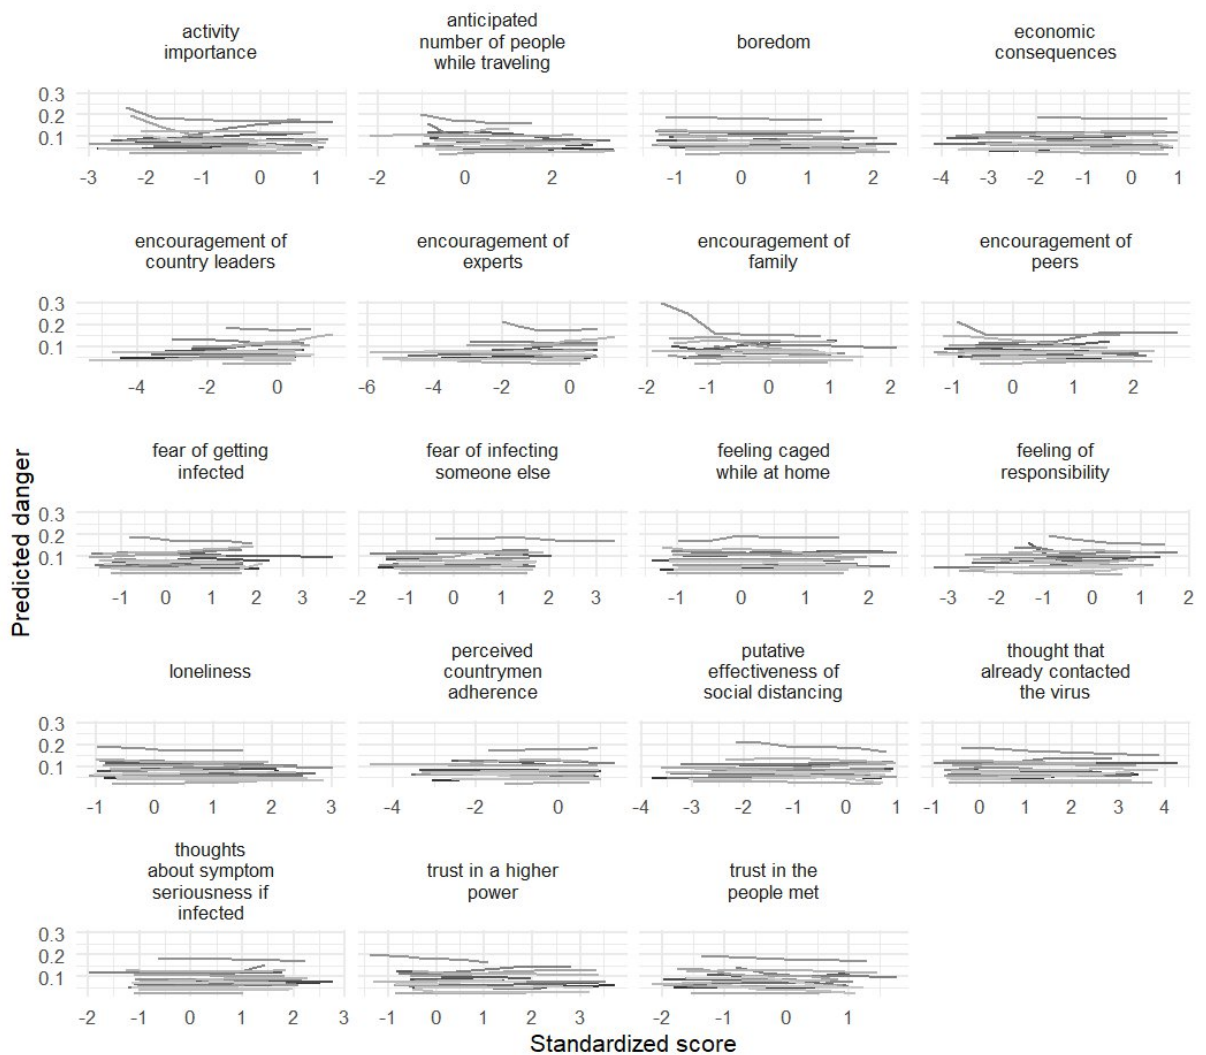 activity
importance
anticipated
number of people
while traveling
boredom
economic
consequences
0.3
0.2
0.1
-3 -2 -1 0 1
-2 0 2
-1 0 1 2
-4 -3 -2 -1 0 1
encouragement of
country leaders
encouragement of
experts
encouragement of
family
encouragement of
peers
0.3
0.2
0.1
-4 -2 0
-6 -4 -2 0
-2 -1 0 1 2
-1 0 1 2
Predicted danger
fear of getting
infected
fear of infecting
someone else
feeling caged
while at home
feeling of
responsibility
0.3
0.2
0.1
-1 0 1 2 3
-2 -1 0 1 2 3
-1 0 1 2
-3 -2 -1 0 1 2
loneliness
perceived
countrymen
adherence
putative
effectiveness of
social distancing
thought that
already contacted
the virus
0.3
0.2
0.1
-1 0 1 2 3
-4 -2 0
-4 -3 -2 -1 0 1
-1 0 1 2 3 4
thoughts
about symptom
seriousness if
infected
trust in a higher
power
trust in the
people met
0.3
0.2
0.1
-2 -1 0 1 2 3
-1 0 1 2 3
-2 -1 0 1
Standardized score